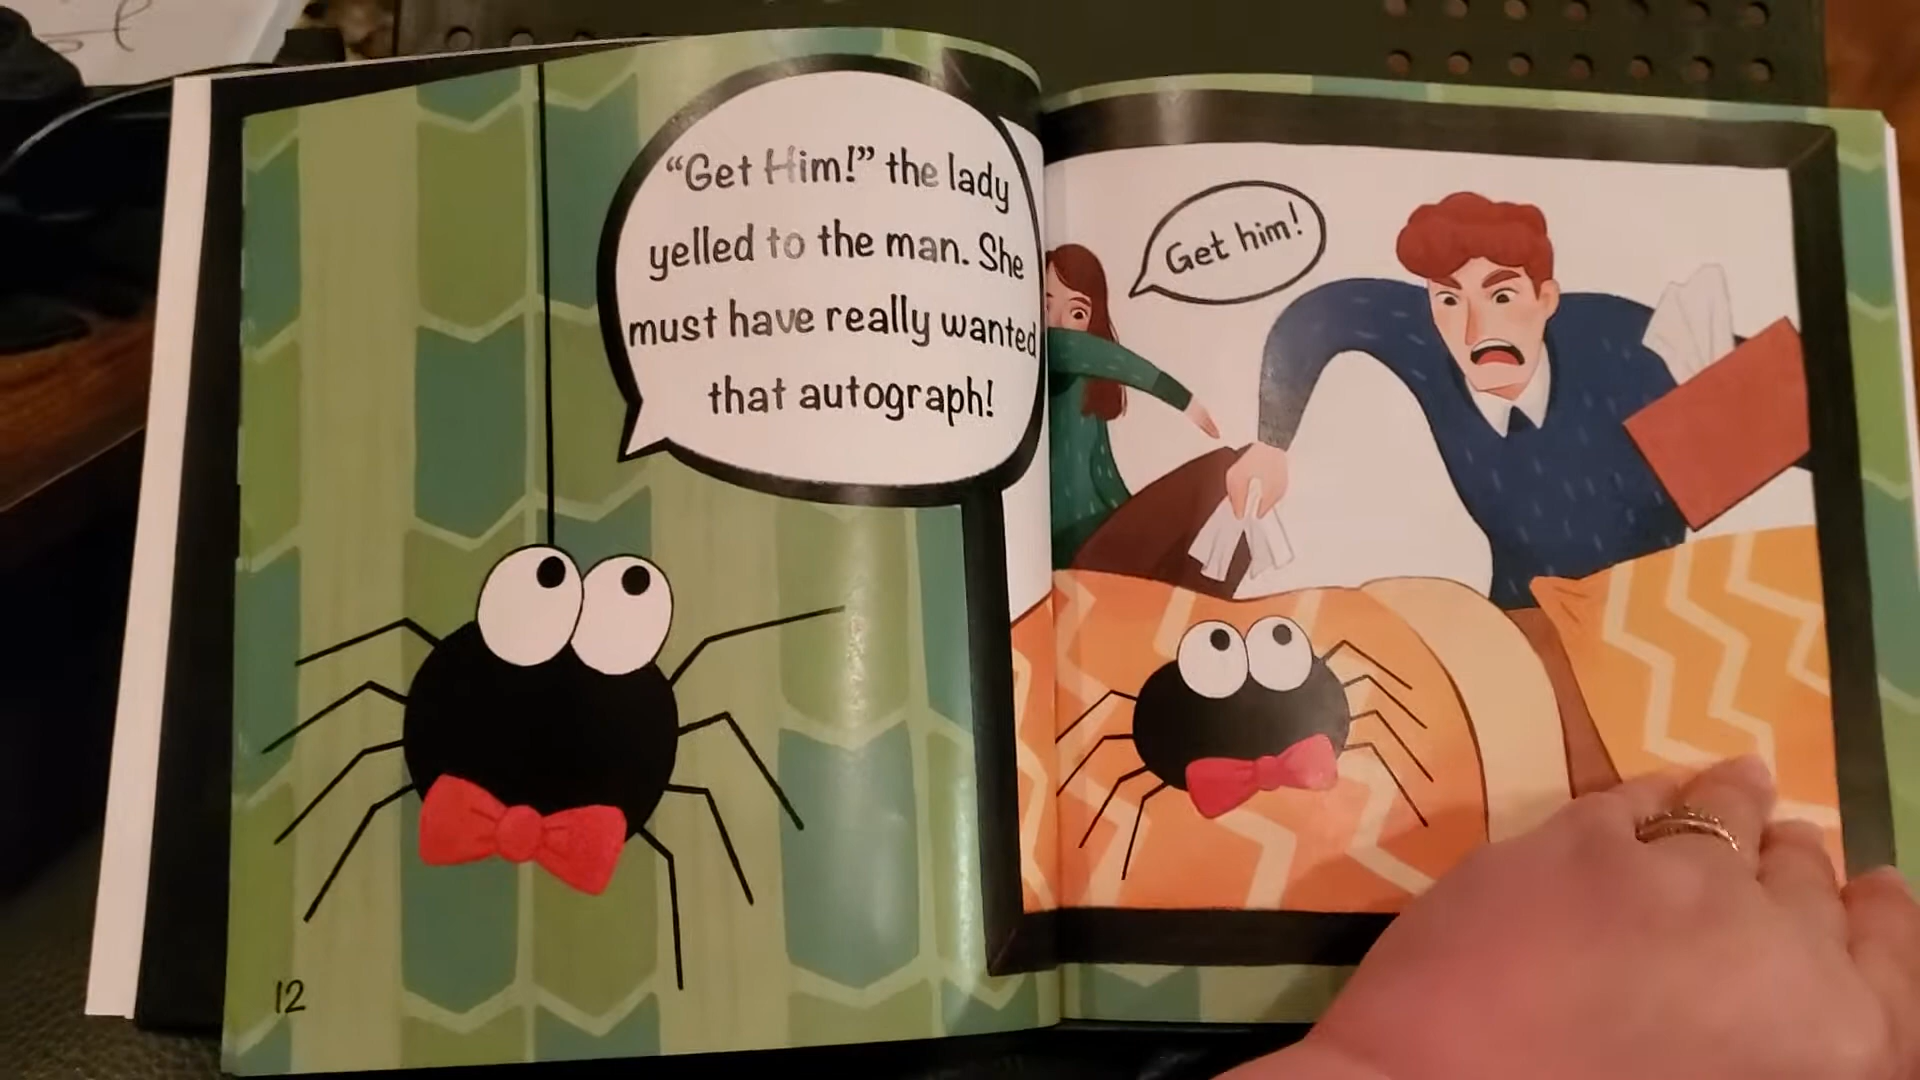 “Get Him!” the lady
yelled to the man. She
must have really wanted
that autograph!
Get him!
12